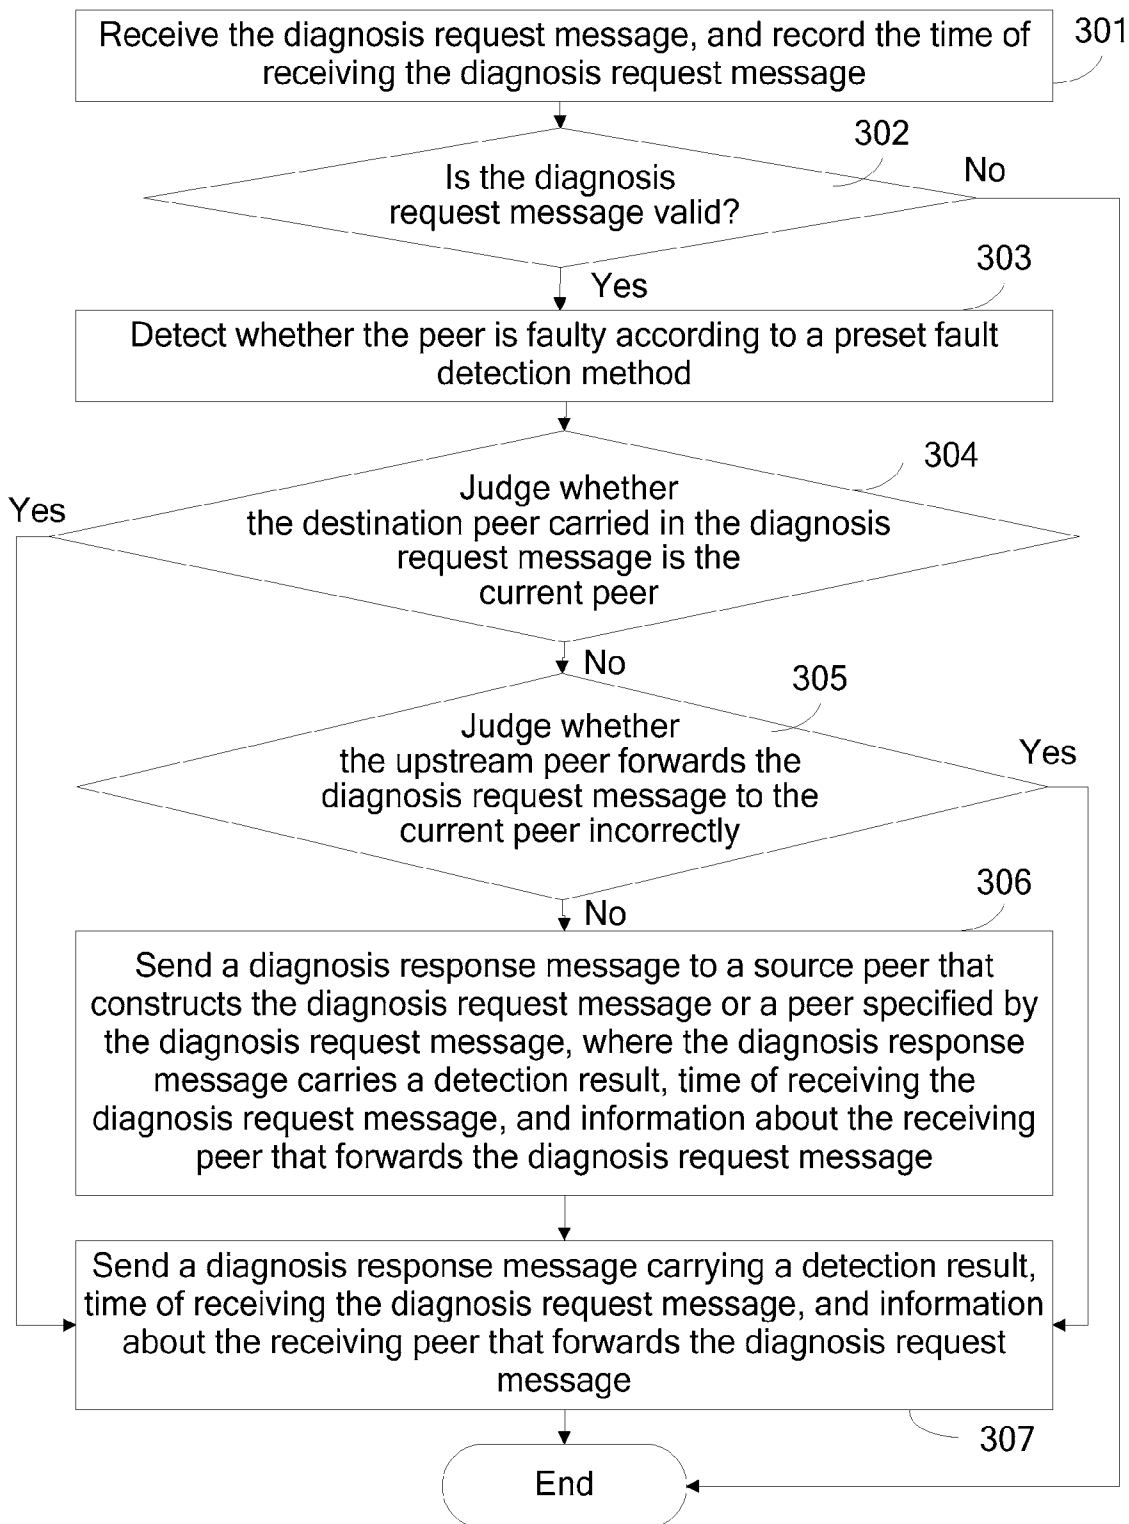 Receive the diagnosis request message, and record the time of
receiving the diagnosis request message
301
302
Is the diagnosis
request message valid?
No
Yes
303
Detect whether the peer is faulty according to a preset fault
detection method
304
Yes
Judge whether
the destination peer carried in the diagnosis
request message is the
current peer
No
305
Judge whether
the upstream peer forwards the
diagnosis request message to the
current peer incorrectly
Yes
No
306
Send a diagnosis response message to a source peer that
constructs the diagnosis request message or a peer specified by
the diagnosis request message, where the diagnosis response
message carries a detection result, time of receiving the
diagnosis request message, and information about the receiving
peer that forwards the diagnosis request message
Send a diagnosis response message carrying a detection result,
time of receiving the diagnosis request message, and information
about the receiving peer that forwards the diagnosis request
message
307
End